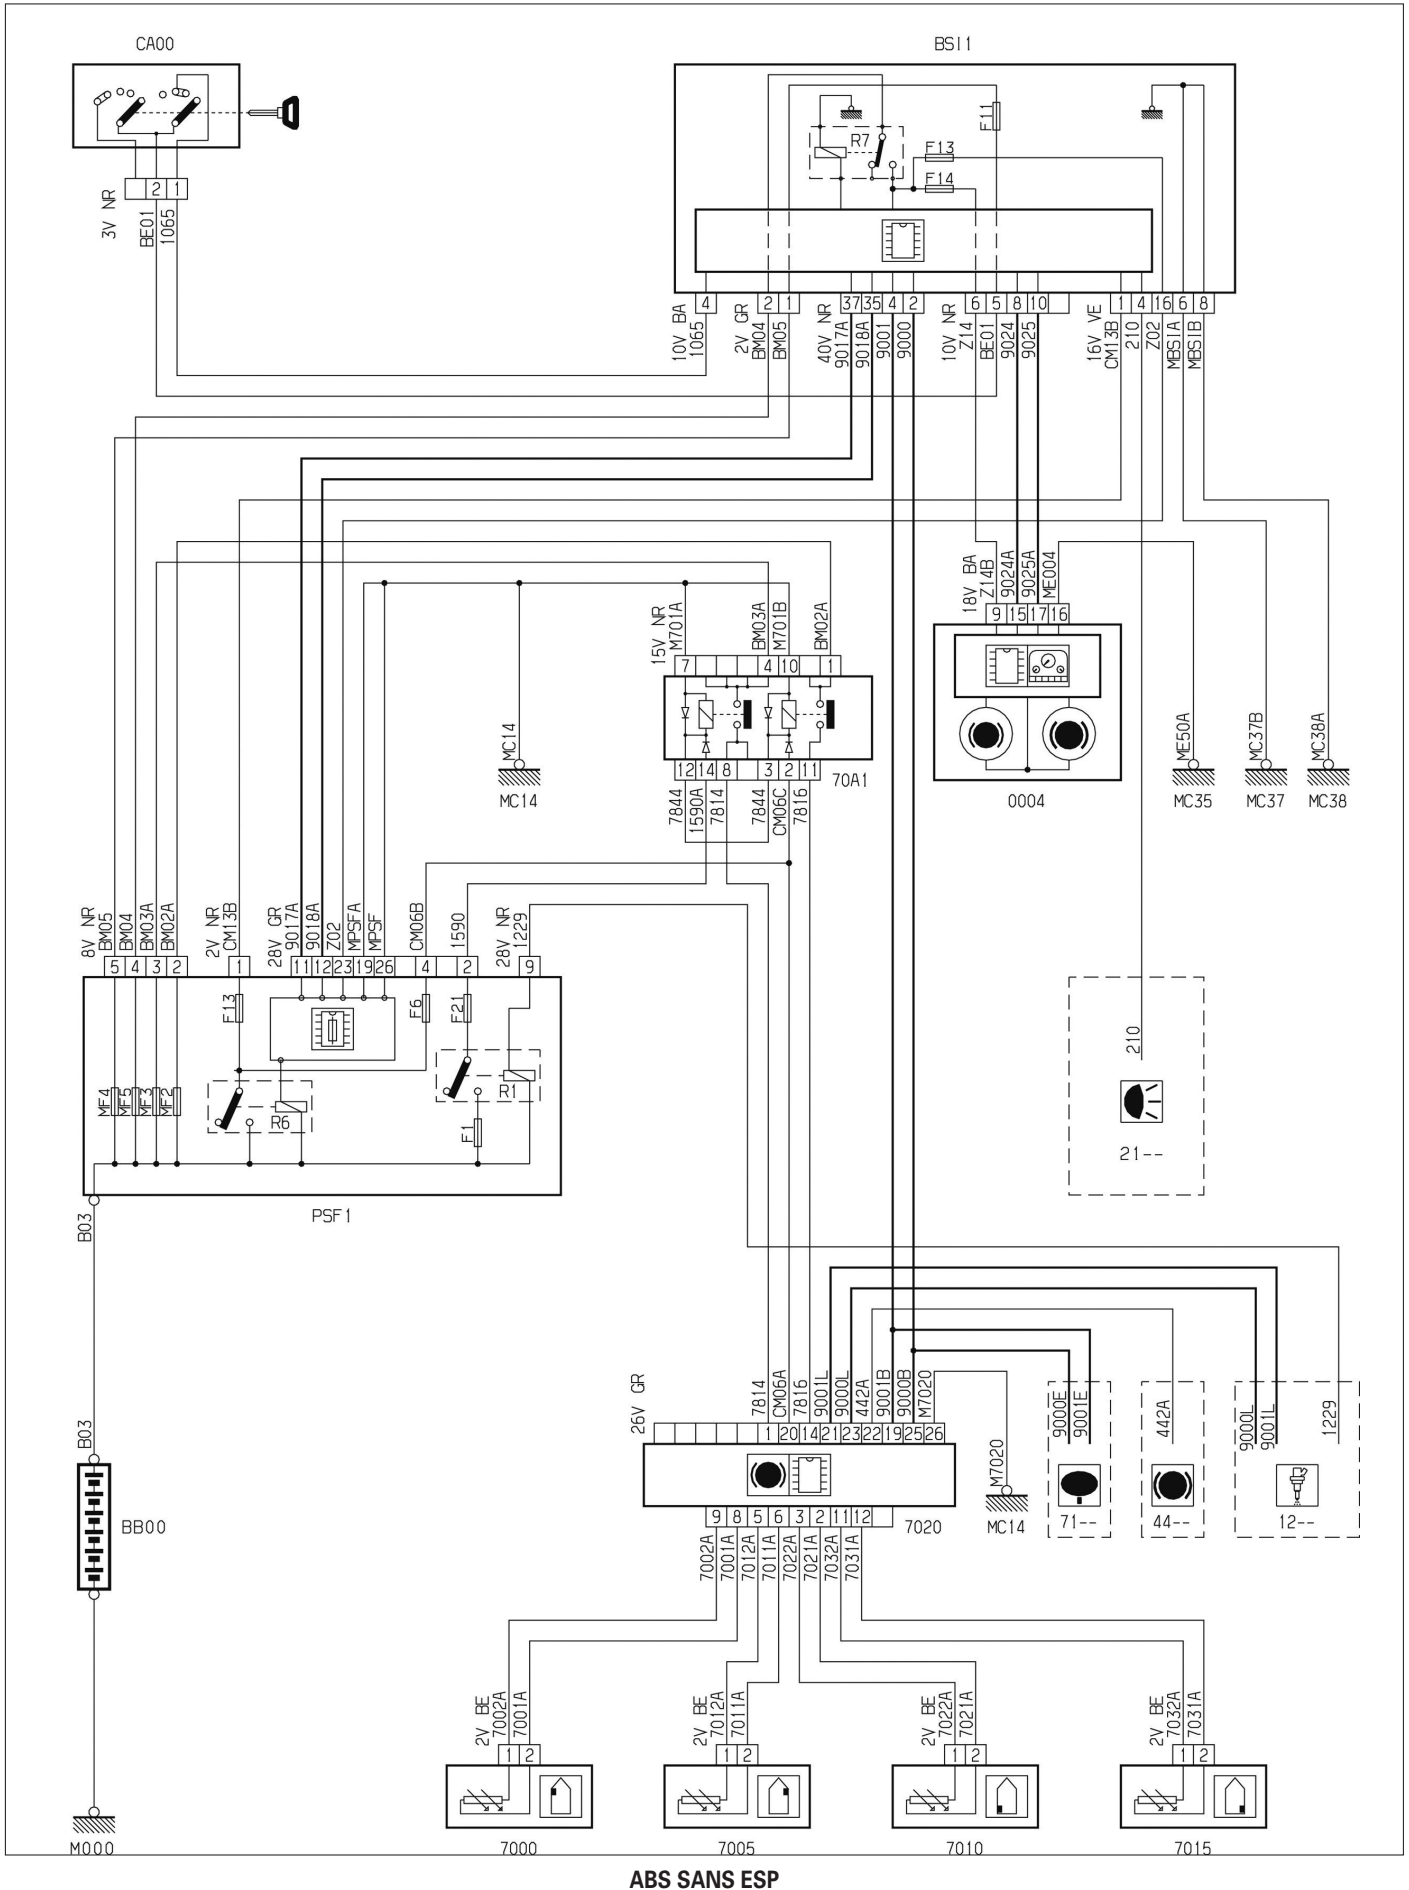 CA00
BSI1
F11
R7
F13
F14
2 1
3V NR
BE01
1065
4 2 1 37 35 4 2 6 5 8 10 1 4 16 6 8
10V BA
1065
2V GR
BM04
BM05
40V NR
9017A
9018A
9001
9000
10V NR
Z14
BE01
9024
9025
16V VE
CM13B
210
Z02
MBSIA
MBSIB
18V BA
Z14B
9024A
9025A
ME004
9 15 17 16
15V NR
M701A
BM03A
M701B
BM02A
7 4 10 1
MC14
ME50A
MC37B
MC38A
12 14 8 3 2 11
70A1
MC14
0004
MC35
MC37
MC38
7844
1590A
7814
7844
CM06C
7816
8V NR
BM05
BM04
BM03A
BM02A
2V NR
CM13B
28V GR
9017A
9018A
Z02
MPSFA
MPSF
CM06B
1590
28V NR
1229
5 4 3 2 1 11 12 23 19 26 4 2 9
F13
F6
F21
MF4
MF5
MF3
MF2
R6
R1
F1
210
21--
PSF1
B03
B03
BB00
26V GR
7814
CM06A
7816
9001L
9000L
442A
9001B
9000B
M7020
1 20 14 21 23 22 19 25 26
M7020
9000E
9001E
442A
9000L
9001L
1229
9 8 5 6 3 2 11 12
7020
MC14
71--
44--
12--
7002A
7001A
7012A
7011A
7022A
7021A
7032A
7031A
2V BE
7002A
7001A
2V BE
7012A
7011A
2V BE
7022A
7021A
2V BE
7032A
7031A
1 2
1 2
1 2
1 2
M000
7000
7005
7010
7015
ABS SANS ESP